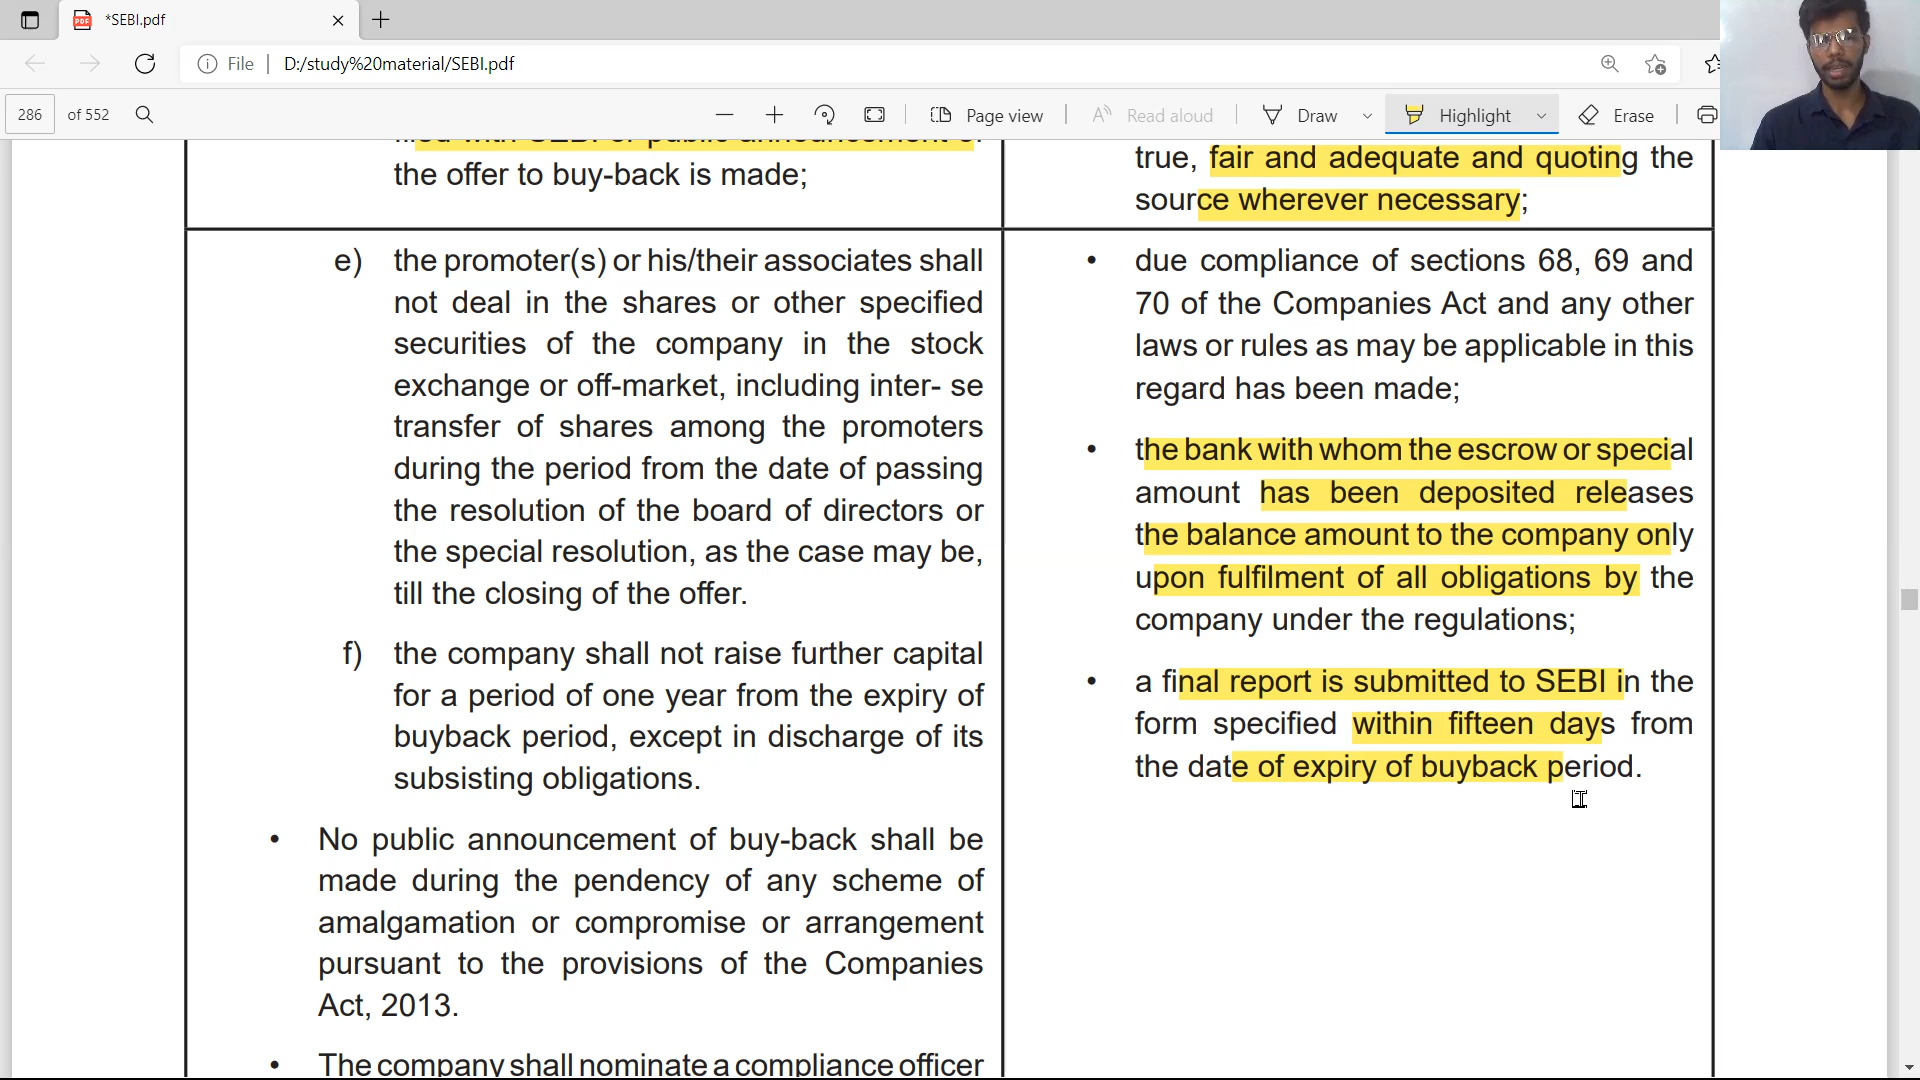 *SEBI.pdf
File | D:/study%20material/SEBI.pdf
286 of 552
Page view
Read aloud
Draw
Highlight
Erase
filed with SEBI or public announcement of
the offer to buy-back is made;
e) the promoter(s) or his/their associates shall
not deal in the shares or other specified
securities of the company in the stock
exchange or off-market, including inter- se
transfer of shares among the promoters
during the period from the date of passing
the resolution of the board of directors or
the special resolution, as the case may be,
till the closing of the offer.
f) the company shall not raise further capital
for a period of one year from the expiry of
buyback period, except in discharge of its
subsisting obligations.
• No public announcement of buy-back shall be
made during the pendency of any scheme of
amalgamation or compromise or arrangement
pursuant to the provisions of the Companies
Act, 2013.
• The company shall nominate a compliance officer
true, fair and adequate and quoting the
source wherever necessary;
• due compliance of sections 68, 69 and
70 of the Companies Act and any other
laws or rules as may be applicable in this
regard has been made;
• the bank with whom the escrow or special
amount has been deposited releases
the balance amount to the company only
upon fulfilment of all obligations by the
company under the regulations;
• a final report is submitted to SEBI in the
form specified within fifteen days from
the date of expiry of buyback period.